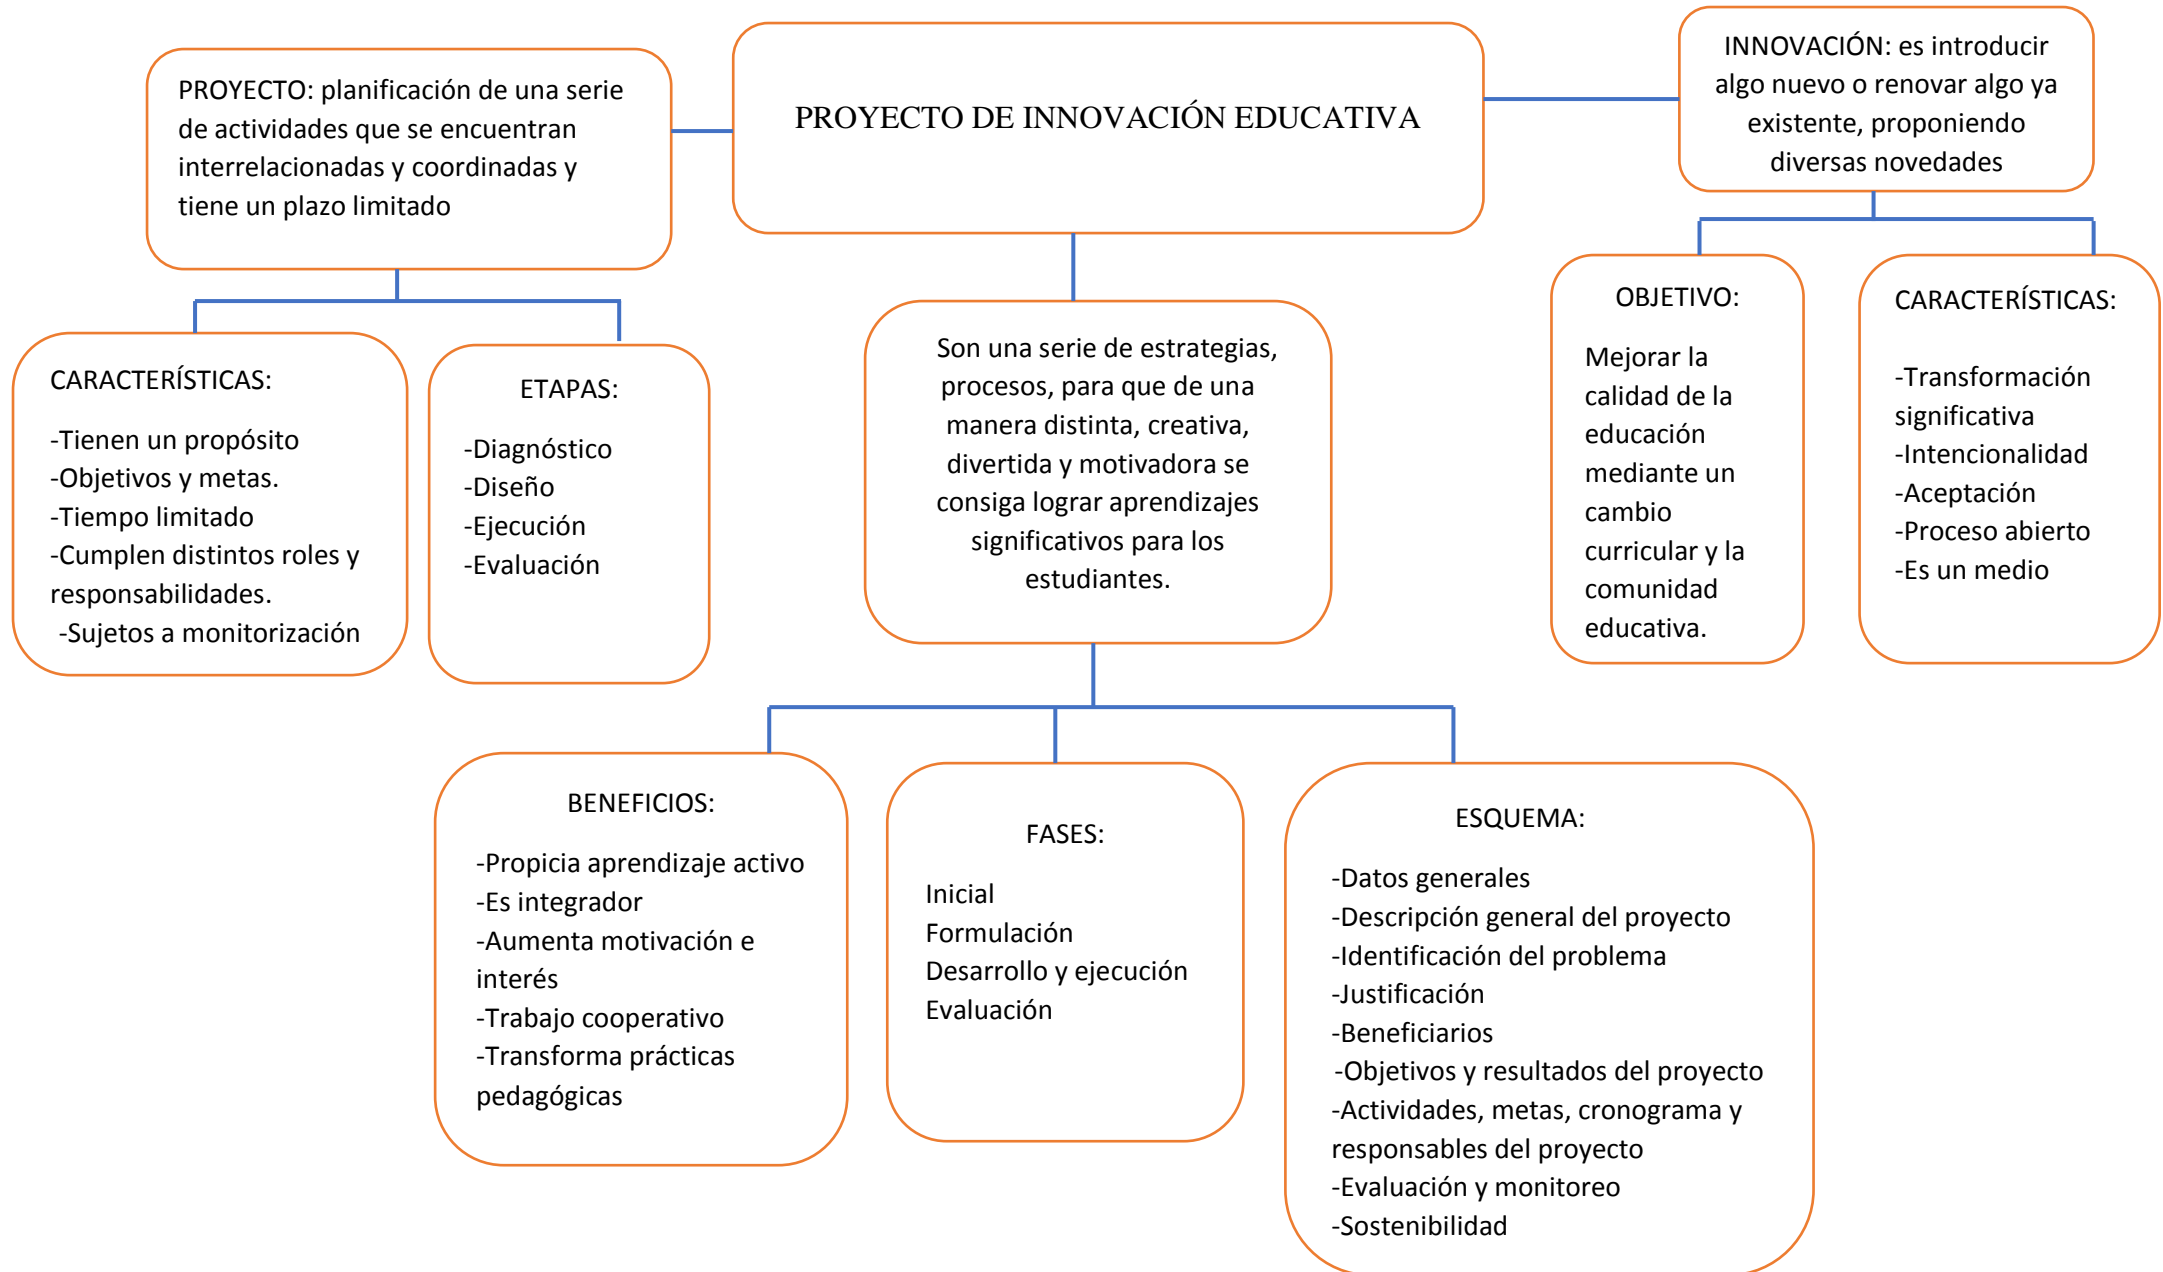 PROYECTO: planificación de una serie
de actividades que se encuentran
interrelacionadas y coordinadas y
tiene un plazo limitado
PROYECTO DE INNOVACIÓN EDUCATIVA
INNOVACIÓN: es introducir
algo nuevo o renovar algo ya
existente, proponiendo
diversas novedades
CARACTERÍSTICAS:
-Tienen un propósito
-Objetivos y metas.
-Tiempo limitado
-Cumplen distintos roles y
responsabilidades.
-Sujetos a monitorización
ETAPAS:
-Diagnóstico
-Diseño
-Ejecución
-Evaluación
Son una serie de estrategias,
procesos, para que de una
manera distinta, creativa,
divertida y motivadora se
consiga lograr aprendizajes
significativos para los
estudiantes.
OBJETIVO:
Mejorar la
calidad de la
educación
mediante un
cambio
curricular y la
comunidad
educativa.
CARACTERÍSTICAS:
-Transformación
significativa
-Intencionalidad
-Aceptación
-Proceso abierto
-Es un medio
BENEFICIOS:
-Propicia aprendizaje activo
-Es integrador
-Aumenta motivación e
interés
-Trabajo cooperativo
-Transforma prácticas
pedagógicas
FASES:
Inicial
Formulación
Desarrollo y ejecución
Evaluación
ESQUEMA:
-Datos generales
-Descripción general del proyecto
-Identificación del problema
-Justificación
-Beneficiarios
-Objetivos y resultados del proyecto
-Actividades, metas, cronograma y
responsables del proyecto
-Evaluación y monitoreo
-Sostenibilidad